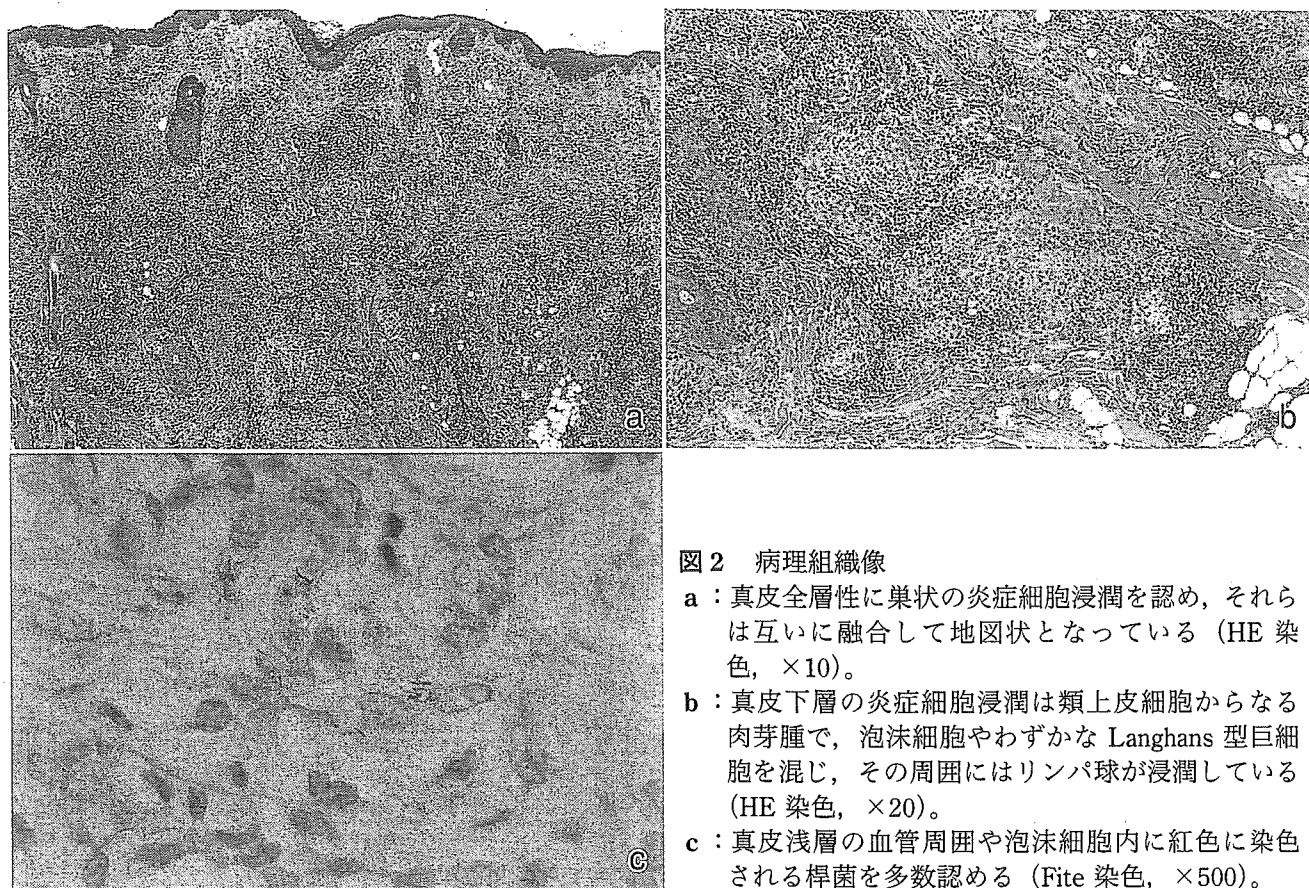 a
b
c
図2 病理組織像
a：真皮全層性に巣状の炎症細胞浸潤を認め，それら
は互いに融合して地図状となっている（HE 染
色，×10）。
b：真皮下層の炎症細胞浸潤は類上皮細胞からなる
肉芽腫で，泡沫細胞やわずかな Langhans 型巨細
胞を混じ，その周囲にはリンパ球が浸潤している
（HE 染色，×20）。
c：真皮浅層の血管周囲や泡沫細胞内に紅色に染色
される桿菌を多数認める（Fite 染色，×500）。